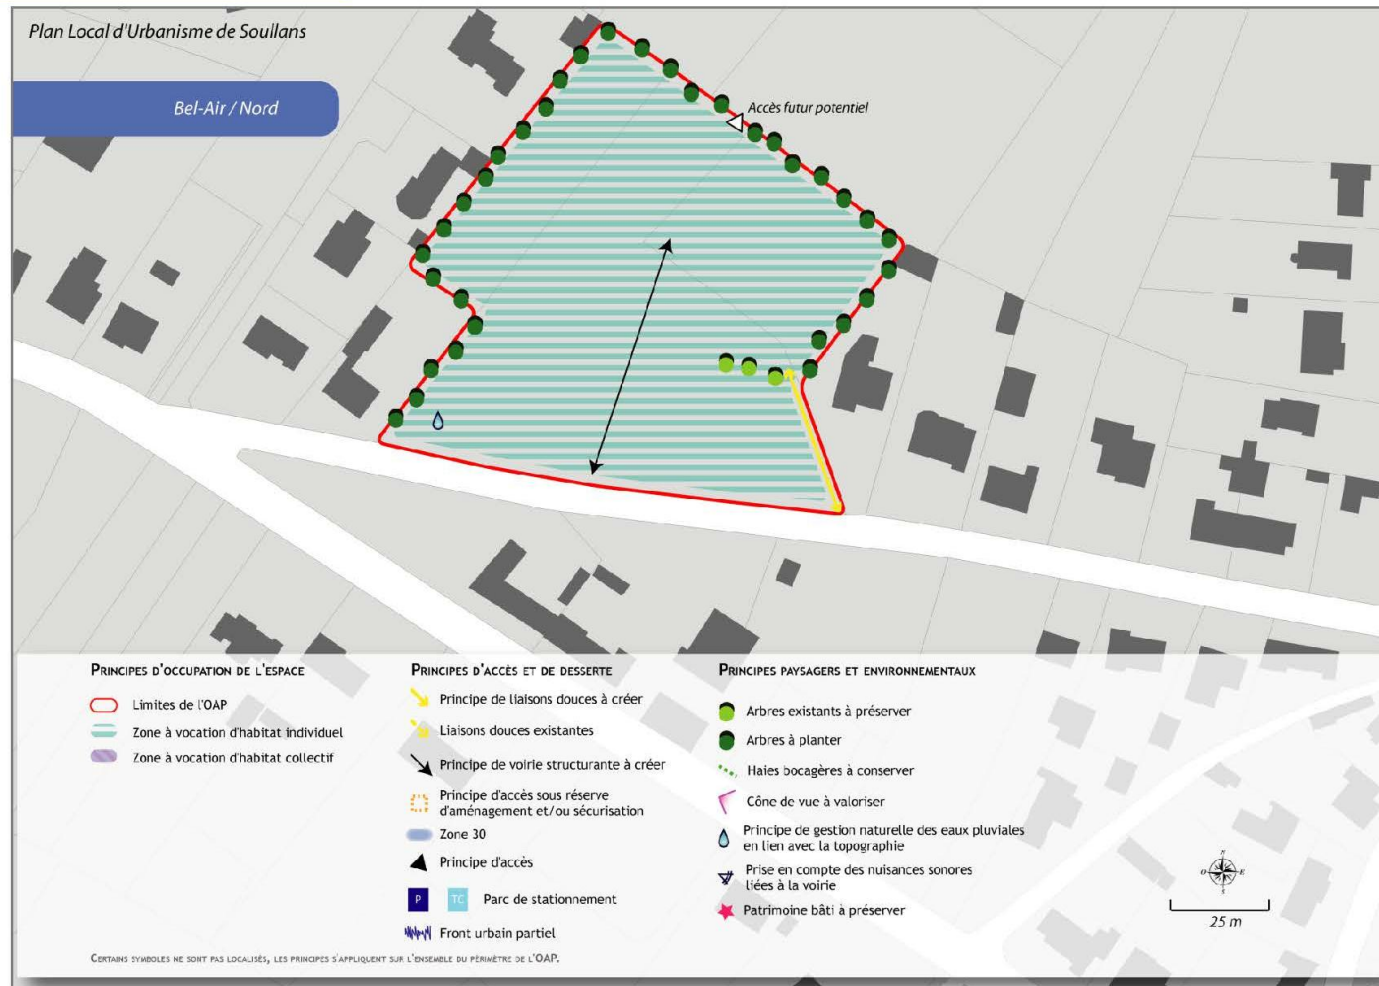 Plan Local d'Urbanisme de Soullans
Bel-Air / Nord
Accès futur potentiel
PRINCIPES D'OCCUPATION DE L'ESPACE
Limites de l'OAP
Zone à vocation d'habitat individuel
Zone à vocation d'habitat collectif
PRINCIPES D'ACCÈS ET DE DESSERTE
Principe de liaisons douces à créer
Liaisons douces existantes
Principe de voirie structurante à créer
Principe d'accès sous réserve
d'aménagement et/ou sécurisation
Zone 30
Principe d'accès
P TC Parc de stationnement
Front urbain partiel
PRINCIPES PAYSAGERS ET ENVIRONNEMENTAUX
Arbres existants à préserver
Arbres à planter
Haies bocagères à conserver
Cône de vue à valoriser
Principe de gestion naturelle des eaux pluviales
en lien avec la topographie
Prise en compte des nuisances sonores
liées à la voirie
Patrimoine bâti à préserver
N
O E
S
25 m
CERTAINS SYMBOLES NE SONT PAS LOCALISÉS, LES PRINCIPES S'APPLIQUENT SUR L'ENSEMBLE DU PÉRIMÈTRE DE L'OAP.